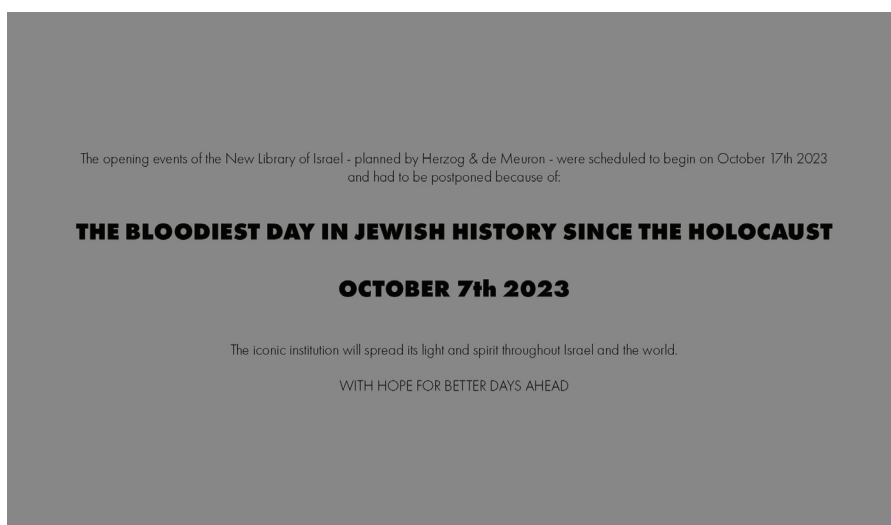 The opening events of the New Library of Israel - planned by Herzog & de Meuron - were scheduled to begin on October 17th 2023
and had to be postponed because of:
THE BLOODIEST DAY IN JEWISH HISTORY SINCE THE HOLOCAUST
OCTOBER 7th 2023
The iconic institution will spread its light and spirit throughout Israel and the world.
WITH HOPE FOR BETTER DAYS AHEAD